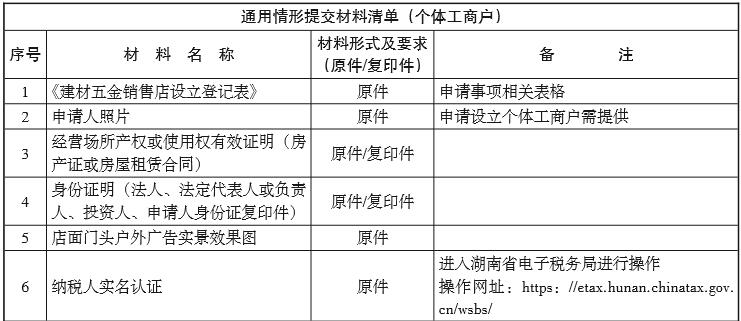 通用情形提交材料清单（个体工商户）
序号 材 料 名 称 材料形式及要求（原件/复印件） 备 注
1 《建材五金销售店设立登记表》 原件 申请事项相关表格
2 申请人照片 原件 申请设立个体工商户需提供
3 经营场所产权或使用权有效证明（房
产证或房屋租赁合同） 原件/复印件
4 身份证明（法人、法定代表人或负责
人、投资人、申请人身份证复印件） 原件/复印件
5 店面门头户外广告实景效果图 原件
6 纳税人实名认证 原件 进入湖南省电子税务局进行操作
操作网址：https：//etax.hunan.chinatax.gov.
cn/wsbs/